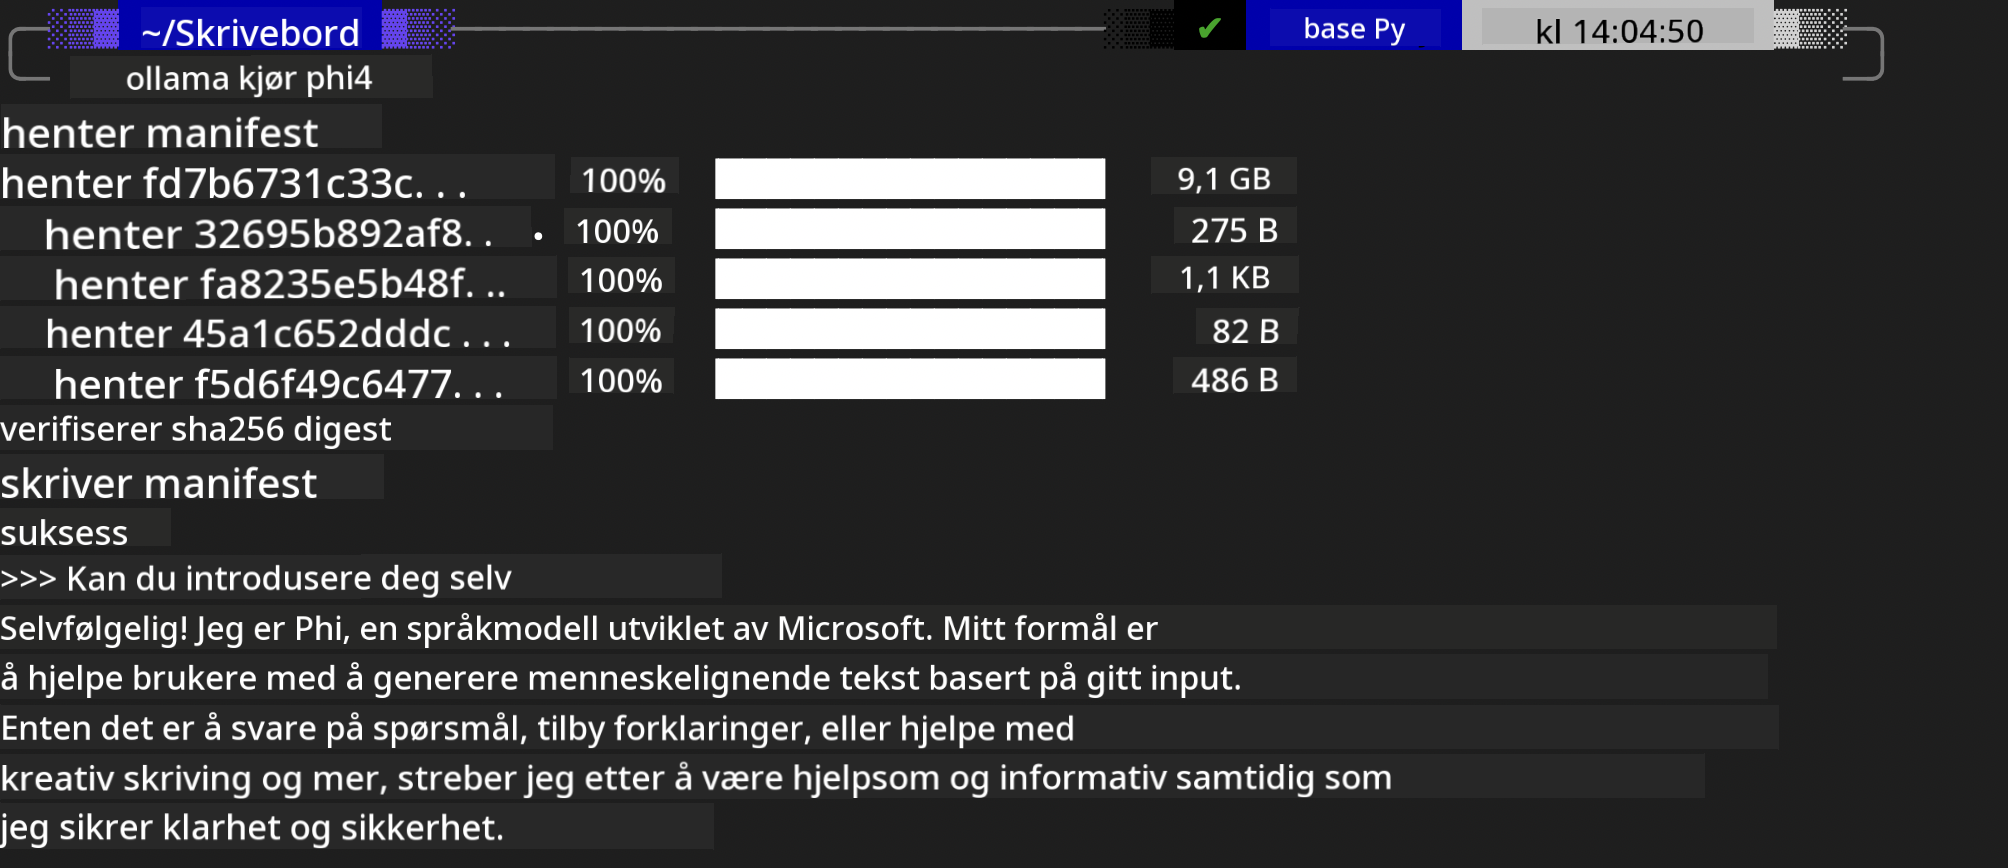 ~/Skrivebord ✔ base Py kl 14:04:50
ollama kjør phi4
henter manifest
henter fd7b6731c33c. . . 100% 9,1 GB
henter 32695b892af8. . . 100% 275 B
henter fa8235e5b48f. .. 100% 1,1 KB
henter 45a1c652dddc . . . 100% 82 B
henter f5d6f49c6477. . . 100% 486 B
verifiserer sha256 digest
skriver manifest
suksess
>>> Kan du introdusere deg selv
Selvfølgelig! Jeg er Phi, en språkmodell utviklet av Microsoft. Mitt formål er
å hjelpe brukere med å generere menneskelignende tekst basert på gitt input.
Enten det er å svare på spørsmål, tilby forklaringer, eller hjelpe med
kreativ skriving og mer, streber jeg etter å være hjelpsom og informativ samtidig som
jeg sikrer klarhet og sikkerhet.